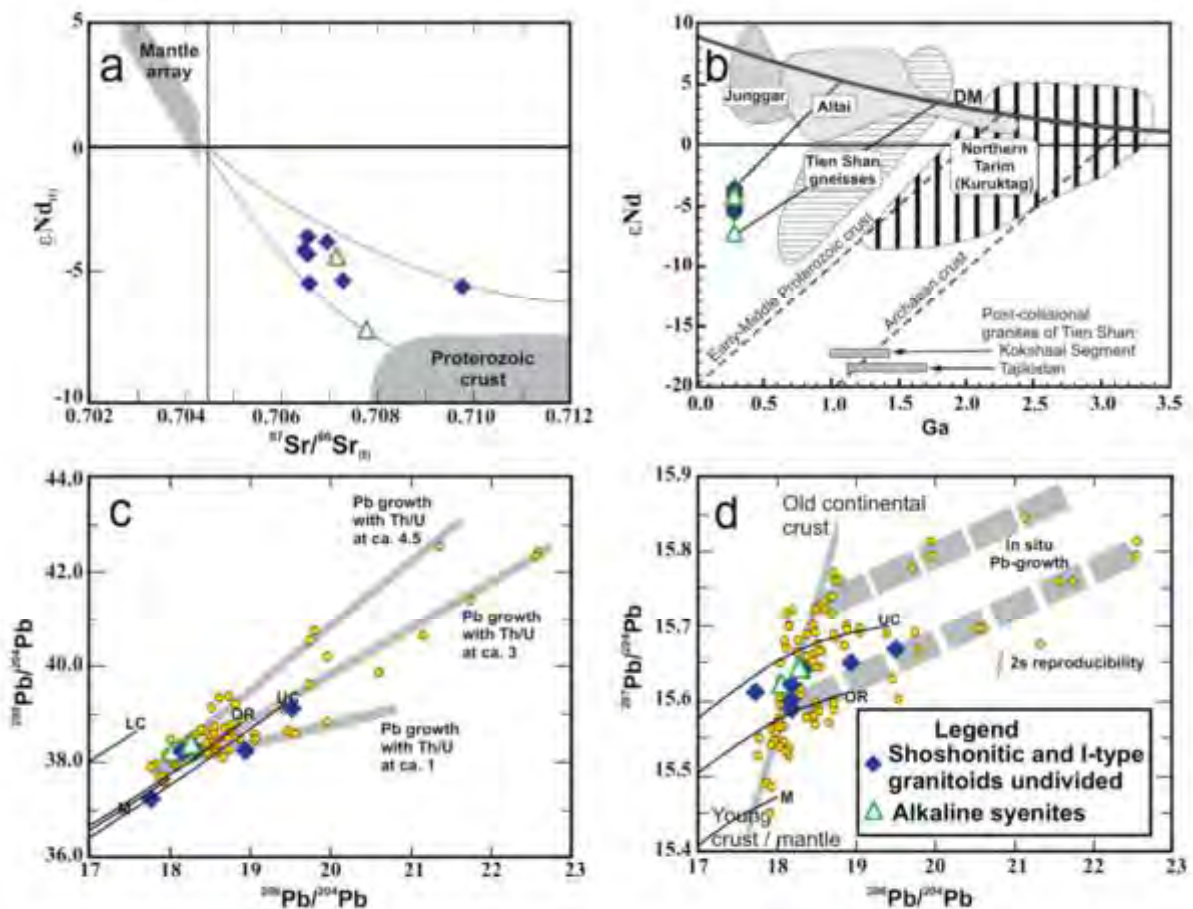 a
5
0
-5
-10
Mantle
array
Proterozoic
crust
εNd(t)
0.702
0.704
0.706
0.708
0.710
0.712
⁸⁷Sr/⁸⁶Sr
b
10
5
0
-5
-10
-15
-20
εNd
Junggar
Altai
DM
Tien Shan
gneisses
Northern
Tarim
(Kuruktag)
Early-Middle Proterozoic crust
Archaean crust
Post-collisional
granites of Tien Shan:
Kokshaal Segment
Tajikistan
0.0
0.5
1.0
1.5
2.0
2.5
3.0
3.5
Ga
c
44.0
42.0
40.0
38.0
36.0
²⁰⁸Pb/²⁰⁴Pb
Pb growth
with Th/U
at ca. 4.5
Pb growth
with Th/U
at ca. 3
Pb growth
with Th/U
at ca. 1
LC
UC
OR
M
17
18
19
20
21
22
23
²⁰⁶Pb/²⁰⁴Pb
d
15.9
15.8
15.7
15.6
15.5
15.4
²⁰⁷Pb/²⁰⁴Pb
Old continental
crust
In situ
Pb-growth
UC
2s reproducibility
OR
M
Young
crust / mantle
Legend
Shoshonitic and I-type
granitoids undivided
Alkaline syenites
17
18
19
20
21
22
23
²⁰⁶Pb/²⁰⁴Pb